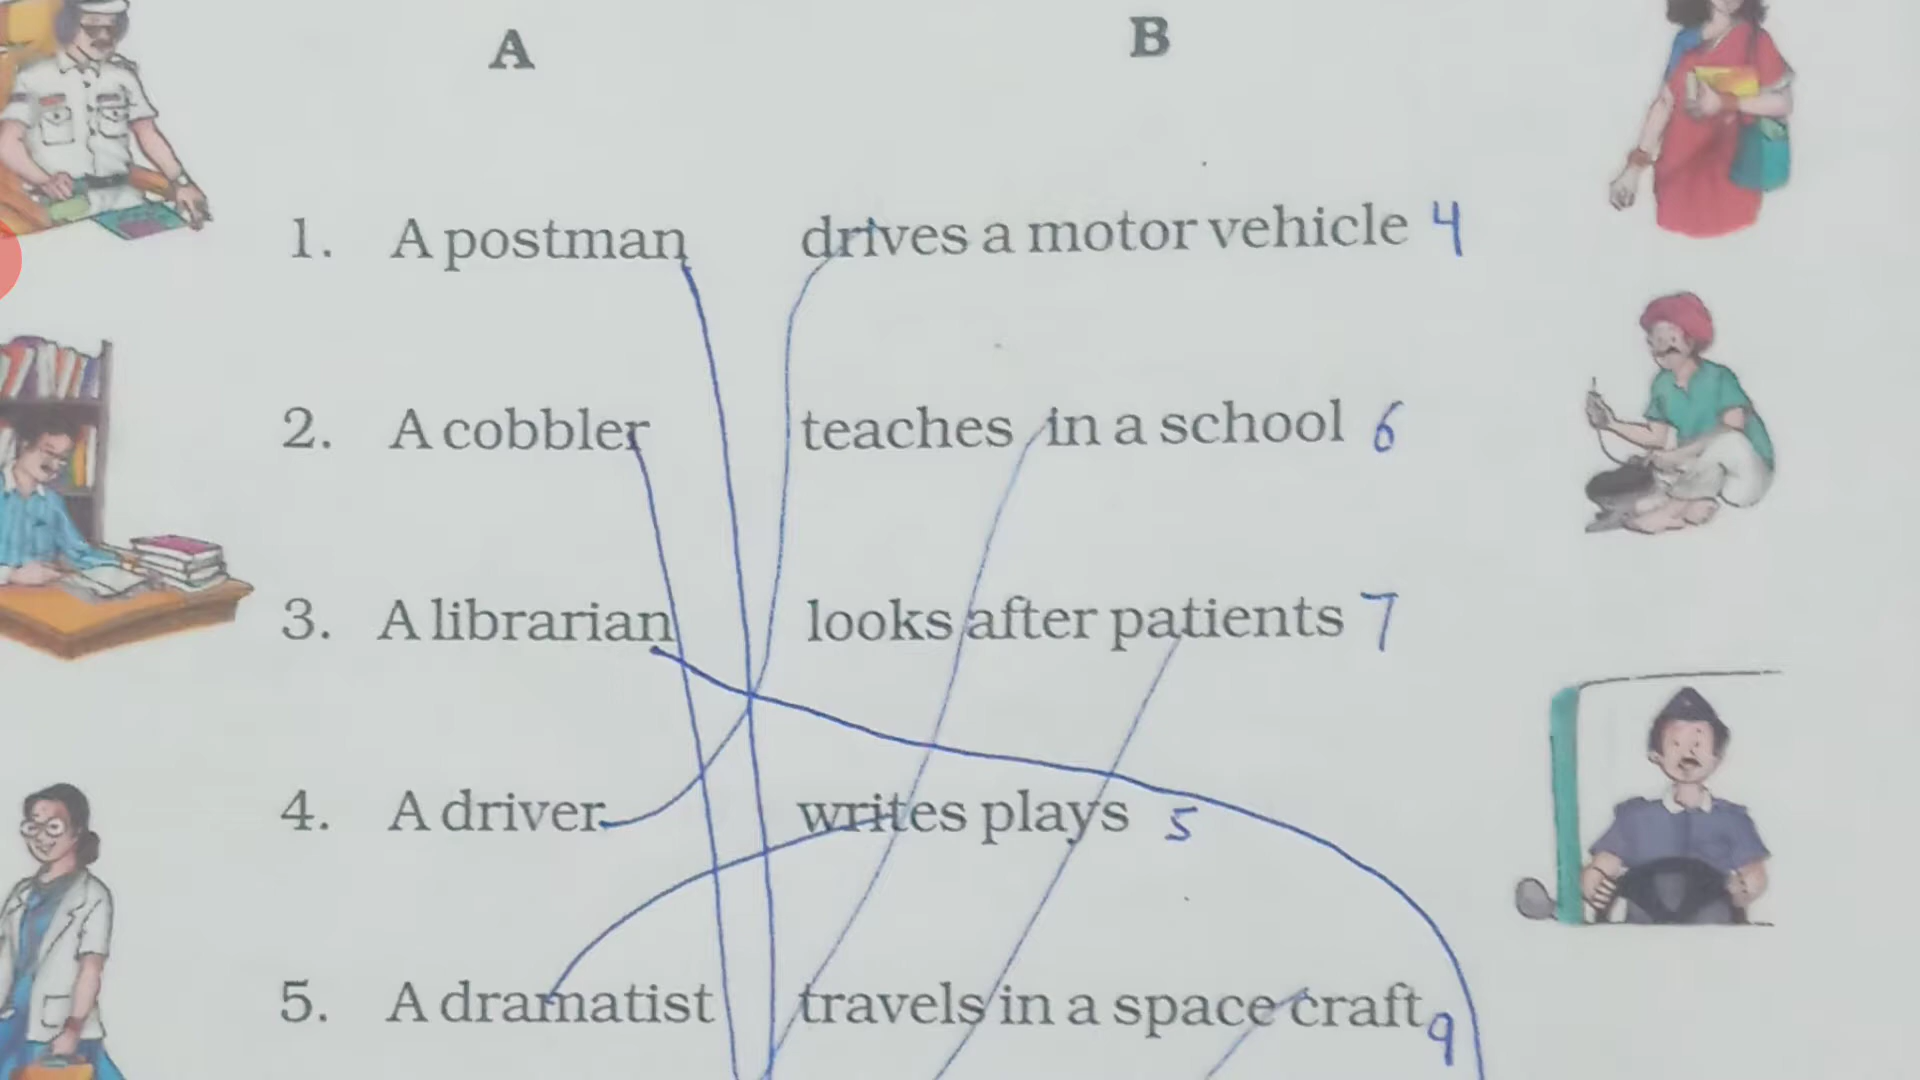 A B
1. A postman drives a motor vehicle 4
2. A cobbler teaches in a school 6
3. A librarian looks after patients 7
4. A driver writes plays 5
5. A dramatist travels in a space craft 9